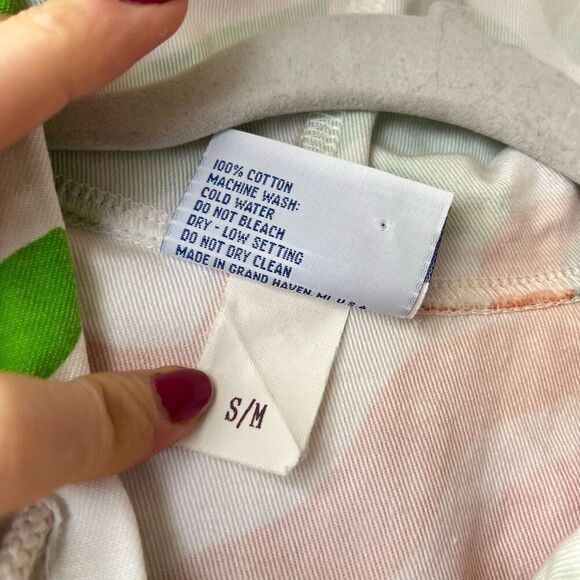 100% COTTON
MACHINE WASH:
COLD WATER
DO NOT BLEACH
DRY - LOW SETTING
DO NOT DRY CLEAN
MADE IN GRAND HAVEN, MI, U.S.A.
S/M